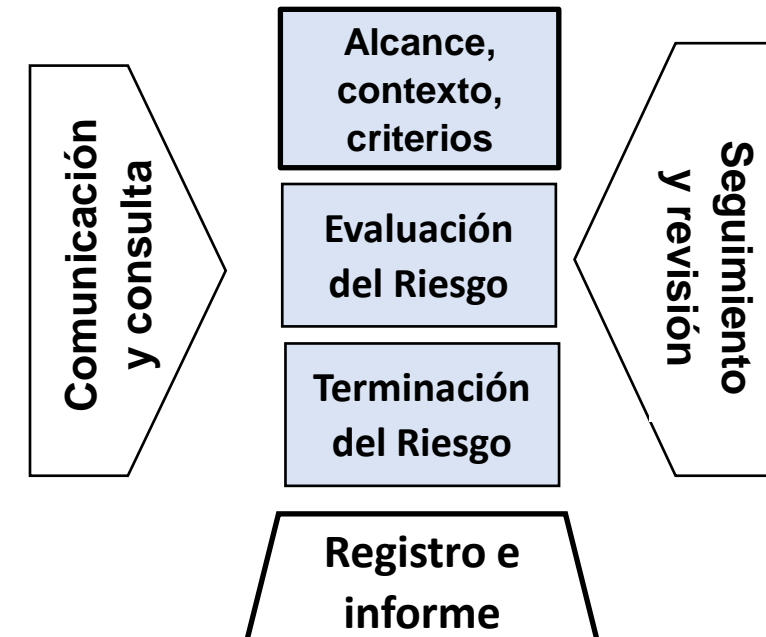 Comunicación
y consulta
Alcance,
contexto,
criterios
Evaluación
del Riesgo
Terminación
del Riesgo
Registro e
informe
Seguimiento
y revisión